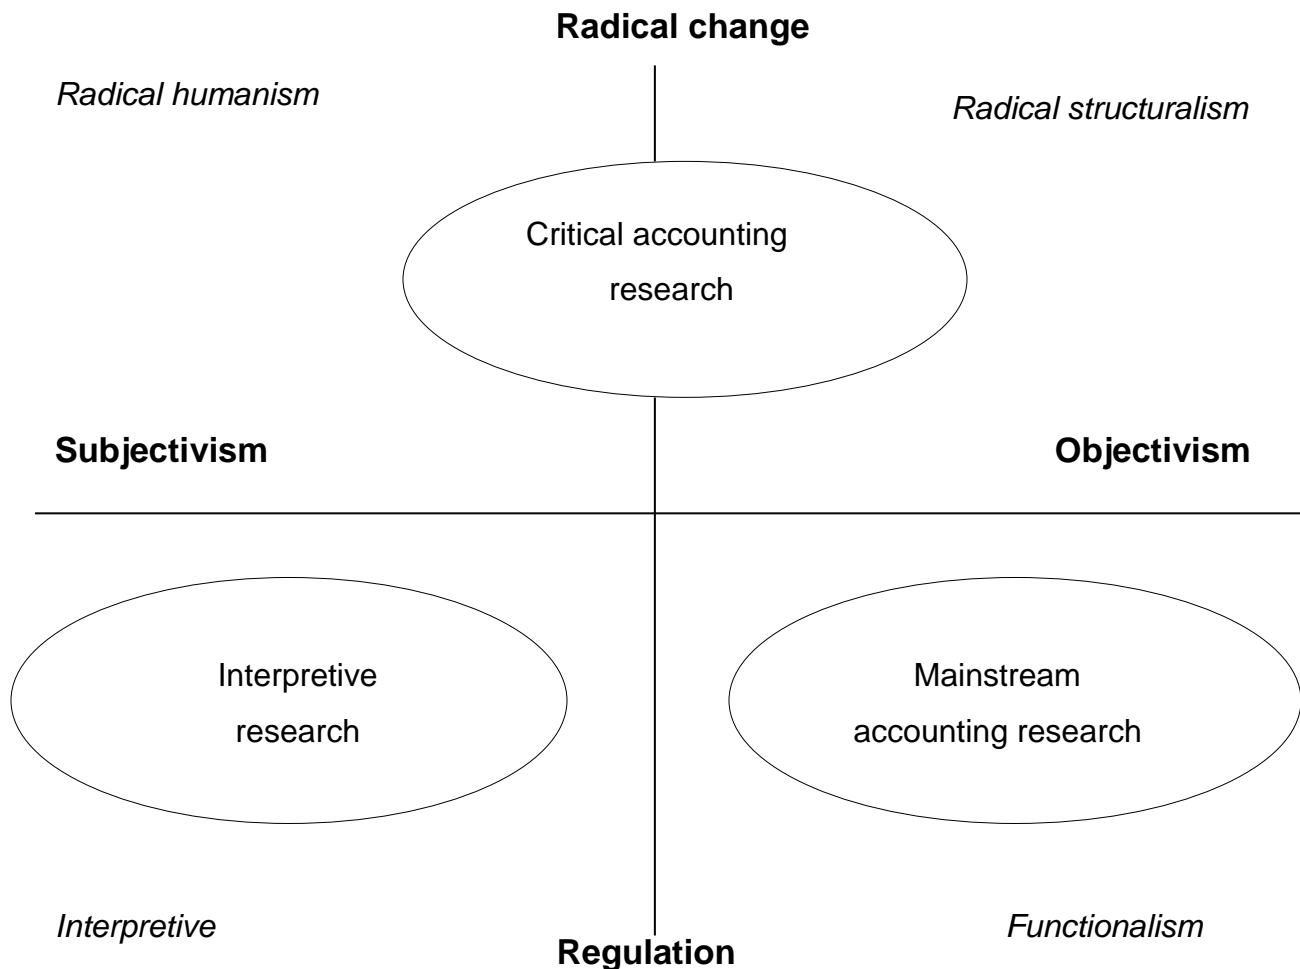 Radical change
Radical humanism
Radical structuralism
Critical accounting
research
Subjectivism
Objectivism
Interpretive
research
Mainstream
accounting research
Interpretive
Functionalism
Regulation